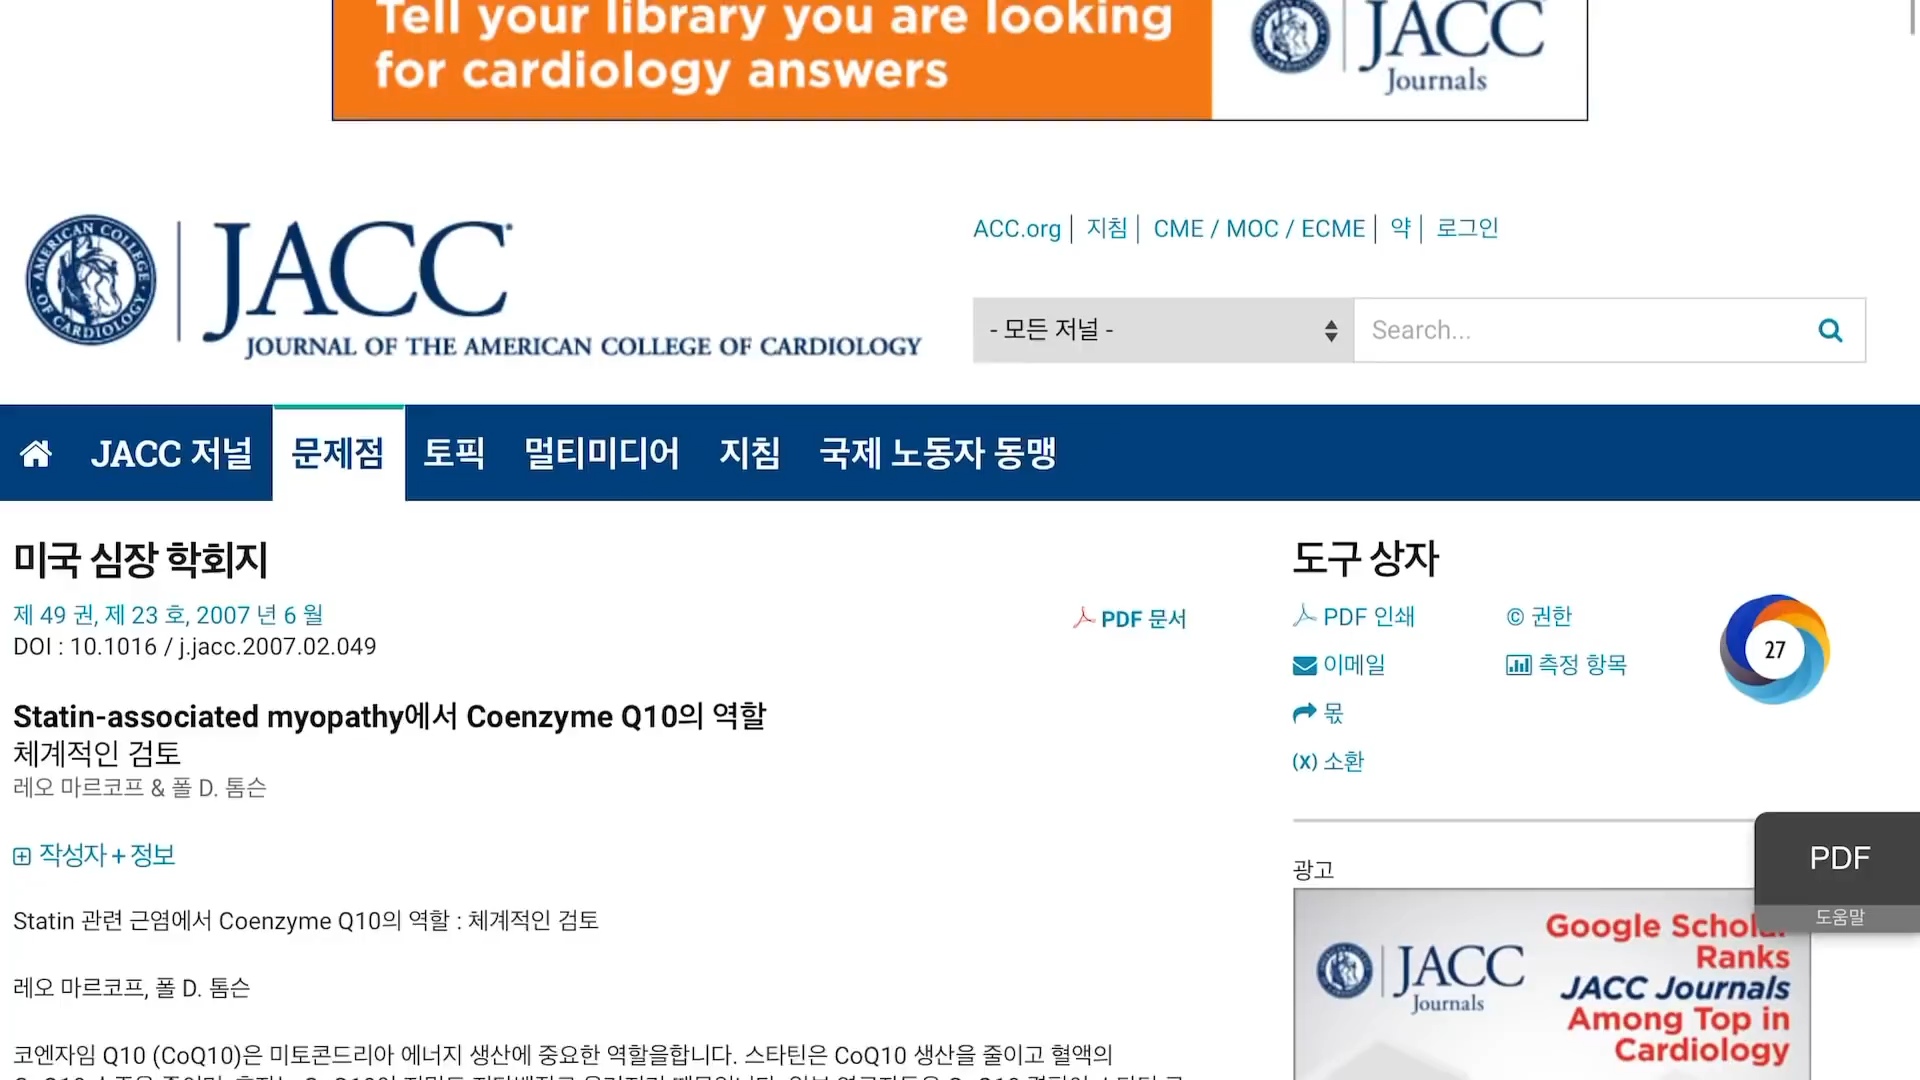 Tell your library you are looking
for cardiology answers
JACC
Journals
AMERICAN COLLEGE OF CARDIOLOGY
JACC
JOURNAL OF THE AMERICAN COLLEGE OF CARDIOLOGY
ACC.org | 지침 | CME / MOC / ECME | 약 | 로그인
- 모든 저널 -
Search...
JACC 저널 문제점 토픽 멀티미디어 지침 국제 노동자 동맹
미국 심장 학회지
제 49 권, 제 23 호, 2007 년 6 월
DOI : 10.1016 / j.jacc.2007.02.049
PDF 문서
Statin-associated myopathy에서 Coenzyme Q10의 역할
체계적인 검토
레오 마르코프 & 폴 D. 톰슨
작성자 + 정보
Statin 관련 근염에서 Coenzyme Q10의 역할 : 체계적인 검토
레오 마르코프, 폴 D. 톰슨
코엔자임 Q10 (CoQ10)은 미토콘드리아 에너지 생산에 중요한 역할을합니다. 스타틴은 CoQ10 생산을 줄이고 혈액의
도구 상자
PDF 인쇄
© 권한
이메일
측정 항목
몫
(x) 소환
27
광고
PDF
도움말
JACC
Journals
Google Scholar
Ranks
JACC Journals
Among Top in
Cardiology